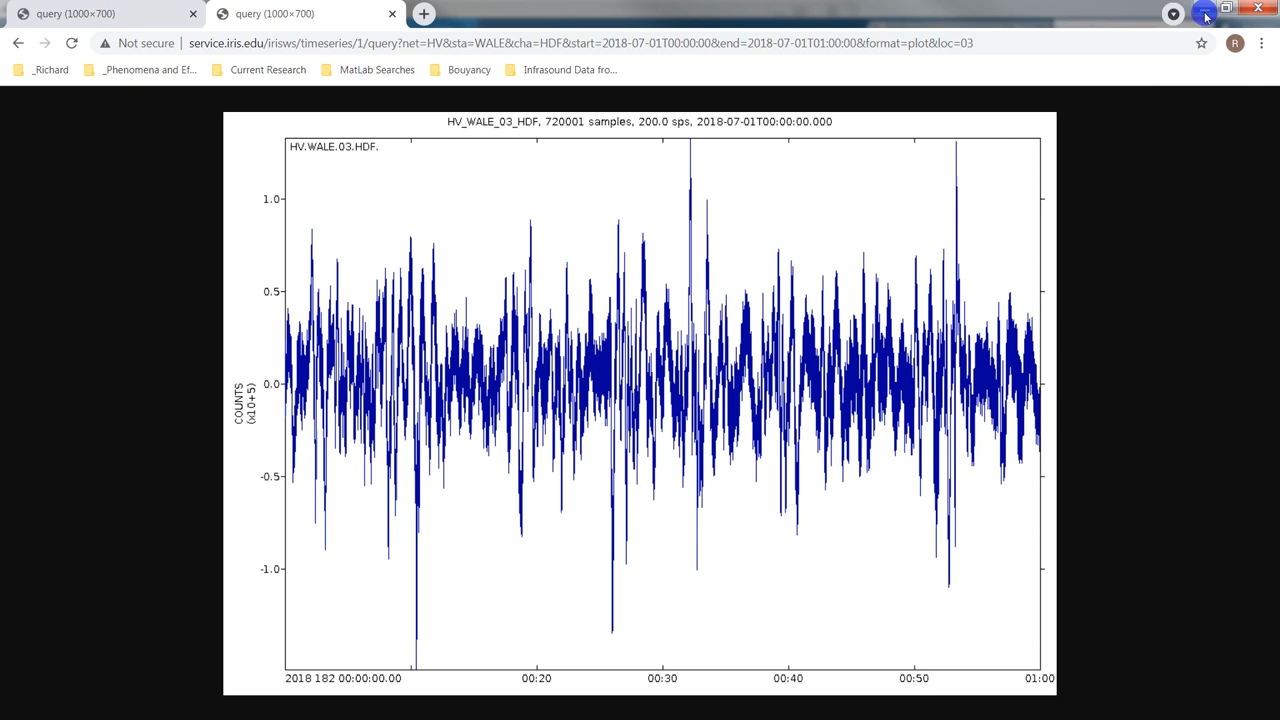 query (1000×700)
query (1000×700)
Not secure
service.iris.edu/irisws/timeseries/1/query?net=HV&sta=WALE&cha=HDF&start=2018-07-01T00:00:00&end=2018-07-01T01:00:00&format=plot&loc=03
R
_Richard
_Phenomena and Ef...
Current Research
MatLab Searches
Bouyancy
Infrasound Data fro...
HV_WALE_03_HDF, 720001 samples, 200.0 sps, 2018-07-01T00:00:00.000
HV.WALE.03.HDF.
1.0
0.5
0.0
-0.5
-1.0
COUNTS
(x10+5)
2018 182 00:00:00.00
00:20
00:30
00:40
00:50
01:00